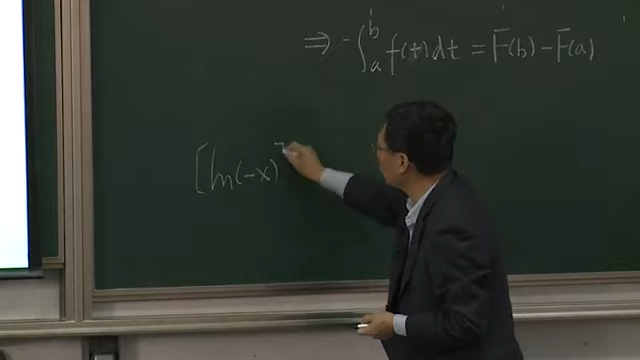 ⇒ ∫_a^b f(t)dt = F(b) - F(a)
[ln(-x)